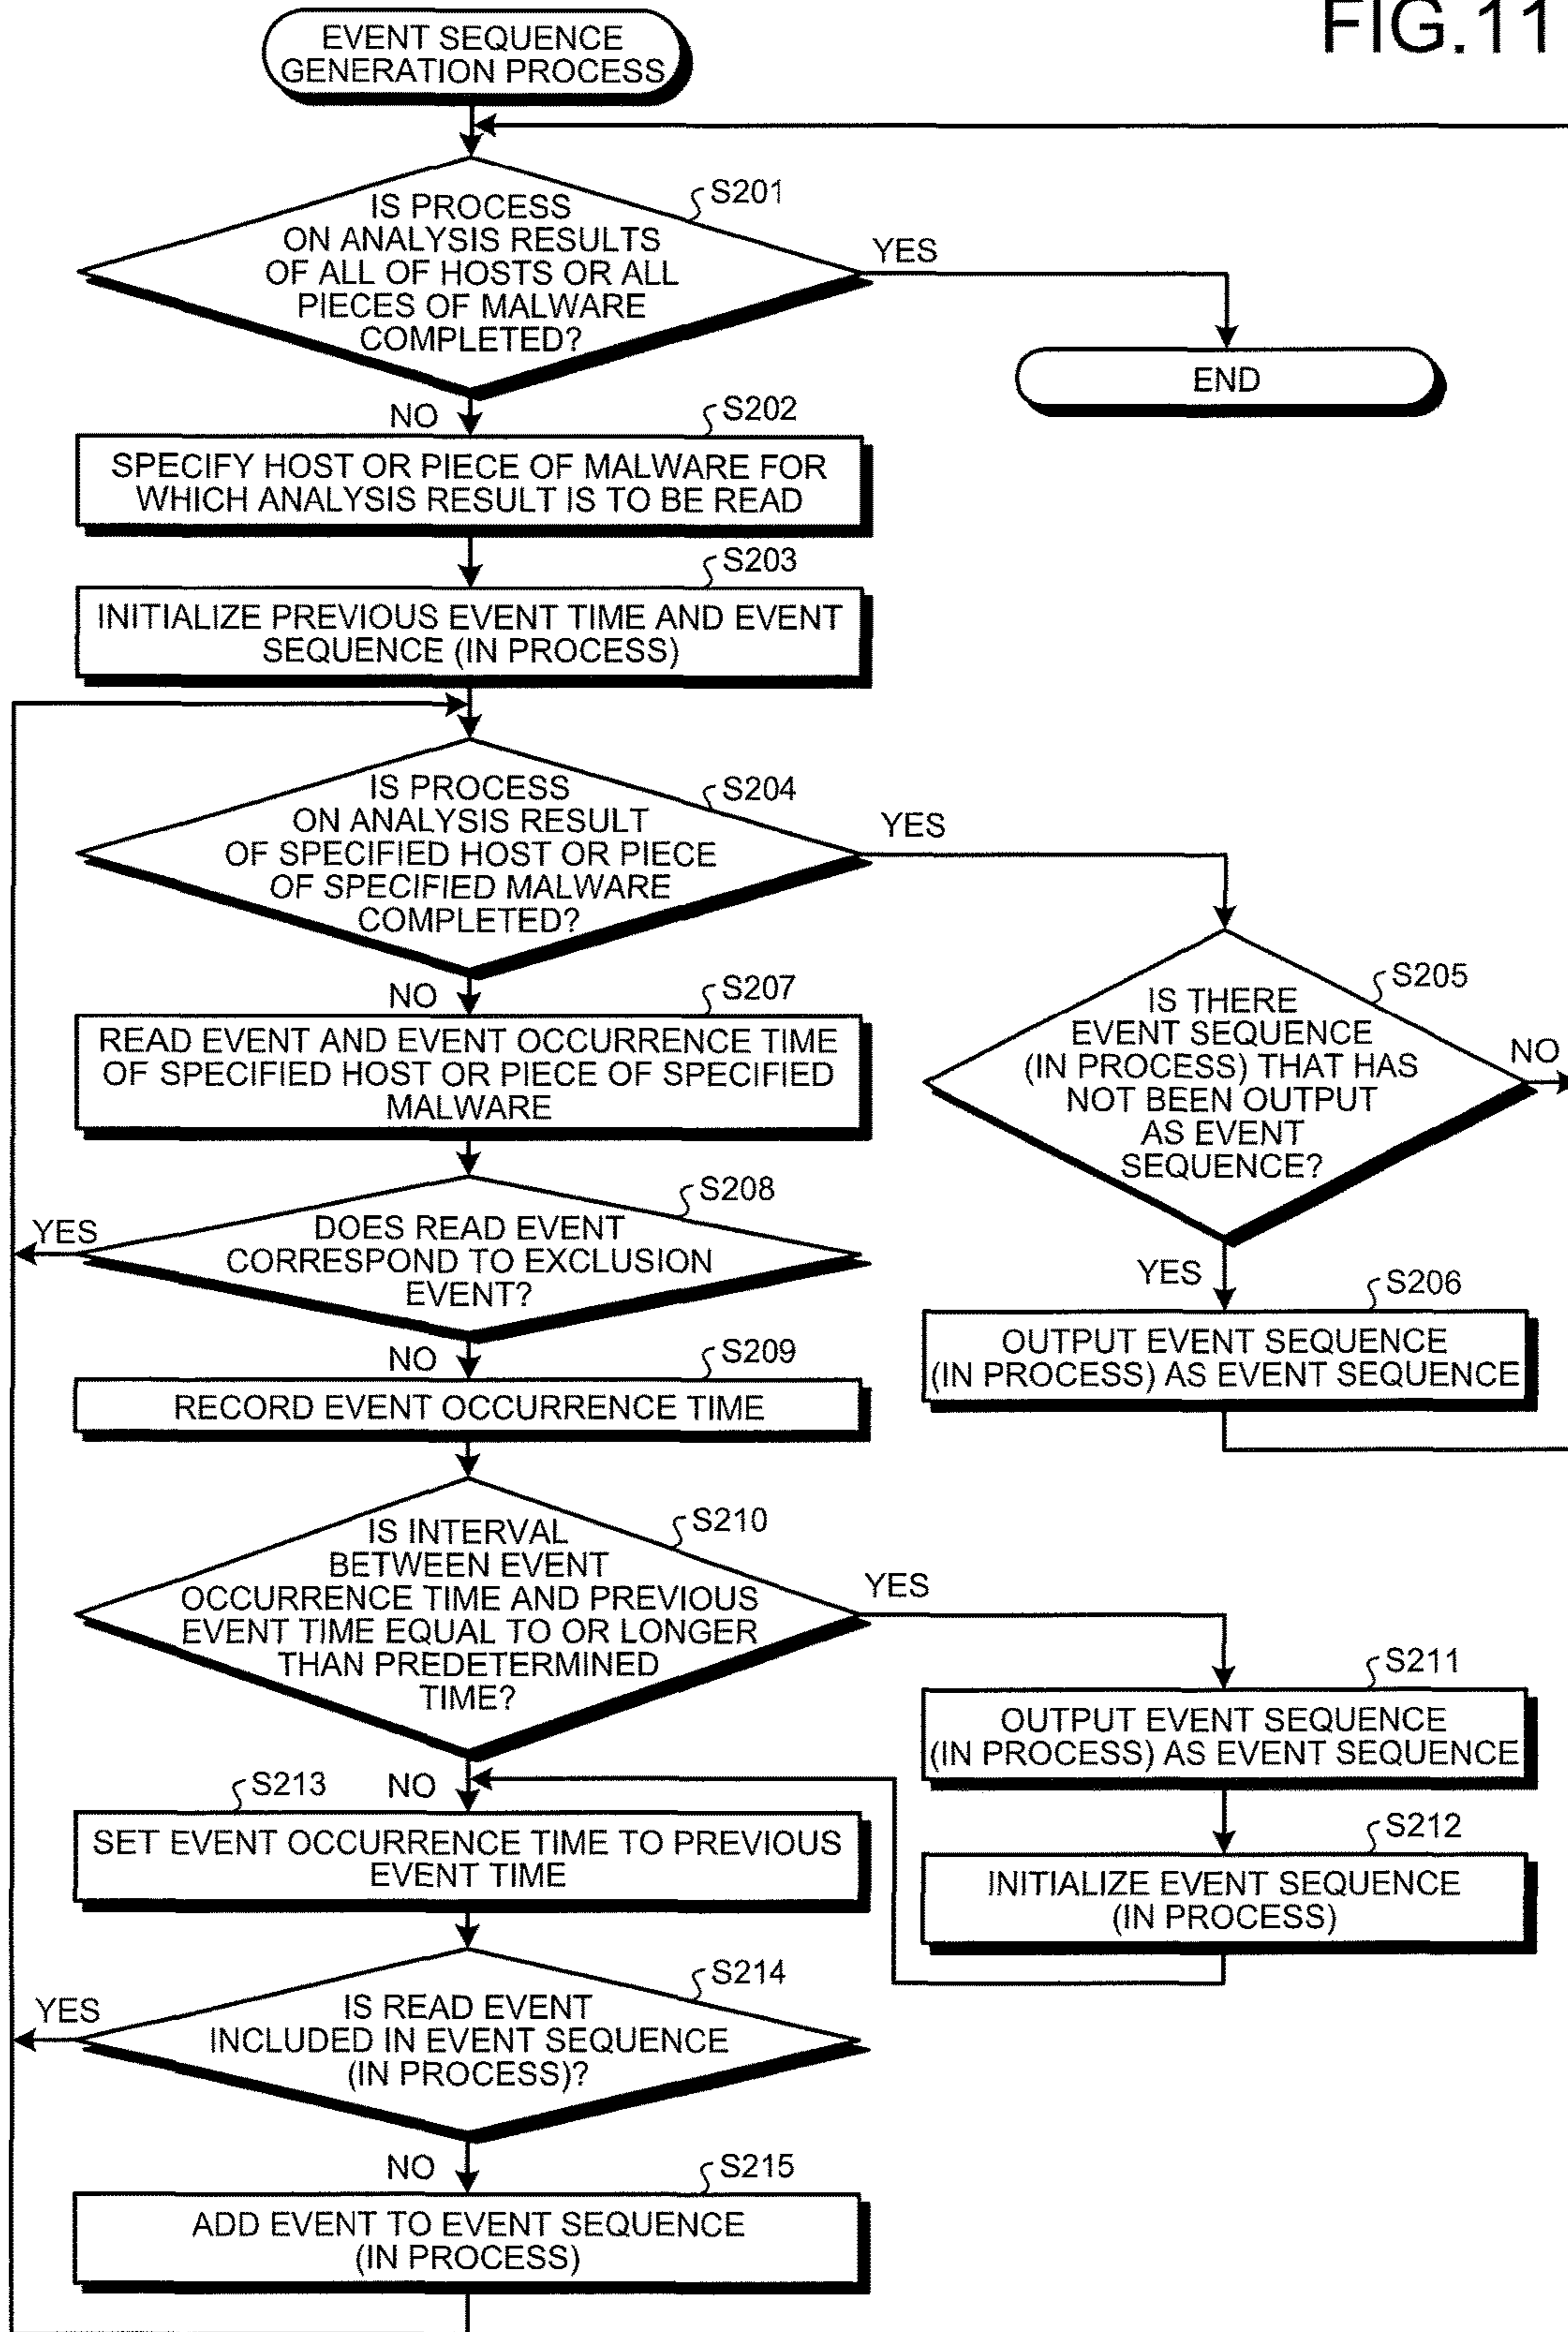 FIG.11
EVENT SEQUENCE
GENERATION PROCESS
S201
IS PROCESS
ON ANALYSIS RESULTS
OF ALL OF HOSTS OR ALL
PIECES OF MALWARE
COMPLETED?
YES
END
NO
S202
SPECIFY HOST OR PIECE OF MALWARE FOR
WHICH ANALYSIS RESULT IS TO BE READ
S203
INITIALIZE PREVIOUS EVENT TIME AND EVENT
SEQUENCE (IN PROCESS)
S204
IS PROCESS
ON ANALYSIS RESULT
OF SPECIFIED HOST OR PIECE
OF SPECIFIED MALWARE
COMPLETED?
YES
S205
IS THERE
EVENT SEQUENCE
(IN PROCESS) THAT HAS
NOT BEEN OUTPUT
AS EVENT
SEQUENCE?
NO
YES
S206
OUTPUT EVENT SEQUENCE
(IN PROCESS) AS EVENT SEQUENCE
NO
S207
READ EVENT AND EVENT OCCURRENCE TIME
OF SPECIFIED HOST OR PIECE OF SPECIFIED
MALWARE
S208
YES
DOES READ EVENT
CORRESPOND TO EXCLUSION
EVENT?
NO
S209
RECORD EVENT OCCURRENCE TIME
S210
IS INTERVAL
BETWEEN EVENT
OCCURRENCE TIME AND PREVIOUS
EVENT TIME EQUAL TO OR LONGER
THAN PREDETERMINED
TIME?
YES
S211
OUTPUT EVENT SEQUENCE
(IN PROCESS) AS EVENT SEQUENCE
S212
INITIALIZE EVENT SEQUENCE
(IN PROCESS)
S213
NO
SET EVENT OCCURRENCE TIME TO PREVIOUS
EVENT TIME
S214
YES
IS READ EVENT
INCLUDED IN EVENT SEQUENCE
(IN PROCESS)?
NO
S215
ADD EVENT TO EVENT SEQUENCE
(IN PROCESS)